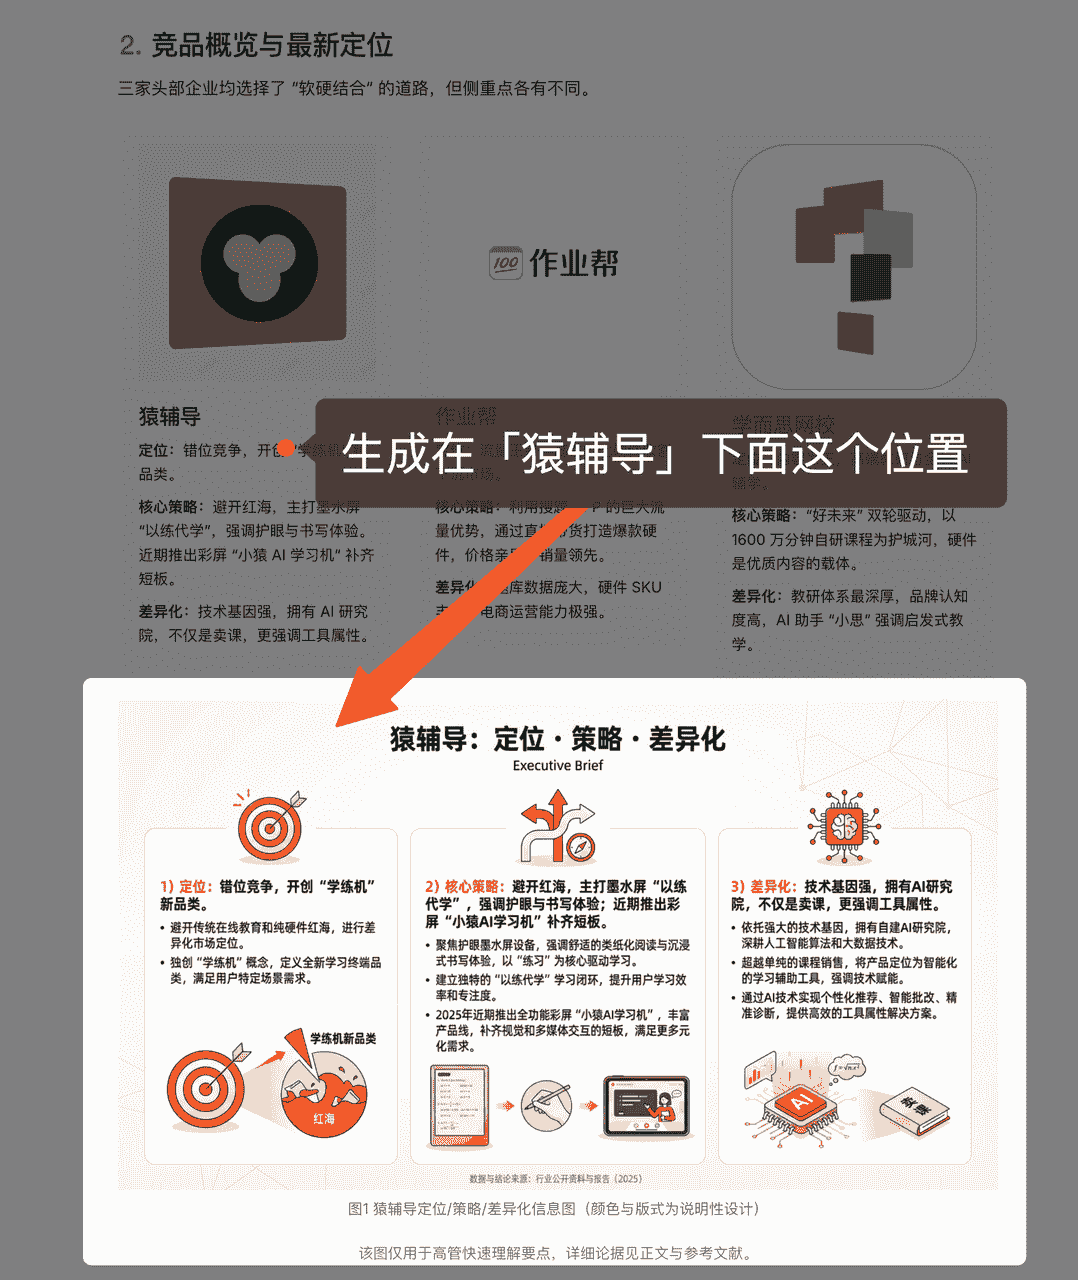 2. 竞品概览与最新定位
三家头部企业均选择了 “软硬结合” 的道路，但侧重点各有不同。
100 作业帮
猿辅导
定位：错位竞争，开创
品类。
核心策略：避开红海，主打墨水屏
“以练代学”，强调护眼与书写体验。
近期推出彩屏 “小猿 AI 学习机” 补齐
短板。
差异化：技术基因强，拥有 AI 研究
院，不仅是卖课，更强调工具属性。
作业帮
核心策略：利用搜题
P 的巨大流
量优势，通过直
货打造爆款硬
件，价格亲
销量领先。
差异化
题库数据庞大，硬件 SKU
电商运营能力极强。
学而思网校
核心策略：“好未来” 双轮驱动，以
1600 万分钟自研课程为护城河，硬件
是优质内容的载体。
差异化：教研体系最深厚，品牌认知
度高，AI 助手 “小思” 强调启发式教
学。
生成在「猿辅导」下面这个位置
猿辅导：定位 · 策略 · 差异化
Executive Brief
1) 定位：错位竞争，开创“学练机”
新品类。
• 避开传统在线教育和纯硬件红海，进行差
异化市场定位。
• 独创“学练机”概念，定义全新学习终端品
类，满足用户特定场景需求。
学练机新品类
红海
2) 核心策略：避开红海，主打墨水屏“以练
代学”，强调护眼与书写体验；近期推出彩
屏“小猿AI学习机”补齐短板。
• 聚焦护眼墨水屏设备，强调舒适的类纸化阅读与沉浸
式书写体验，以“练习”为核心驱动学习。
• 建立独特的“以练代学”学习闭环，提升用户学习效
率和专注度。
• 2025年近期推出全功能彩屏“小猿AI学习机”，丰富
产品线，补齐视觉和多媒体交互的短板，满足更多元
化需求。
3) 差异化：技术基因强，拥有AI研究
院，不仅是卖课，更强调工具属性。
• 依托强大的技术基因，拥有自建AI研究院，
深耕人工智能算法和大数据技术。
• 超越单纯的课程销售，将产品定位为智能化
的学习辅助工具，强调技术赋能。
• 通过AI技术实现个性化推荐、智能批改、精
准诊断，提供高效的工具属性解决方案。
AI
数据与结论来源：行业公开资料与报告（2025）
图1 猿辅导定位/策略/差异化信息图（颜色与版式为说明性设计）
该图仅用于高管快速理解要点，详细论据见正文与参考文献。